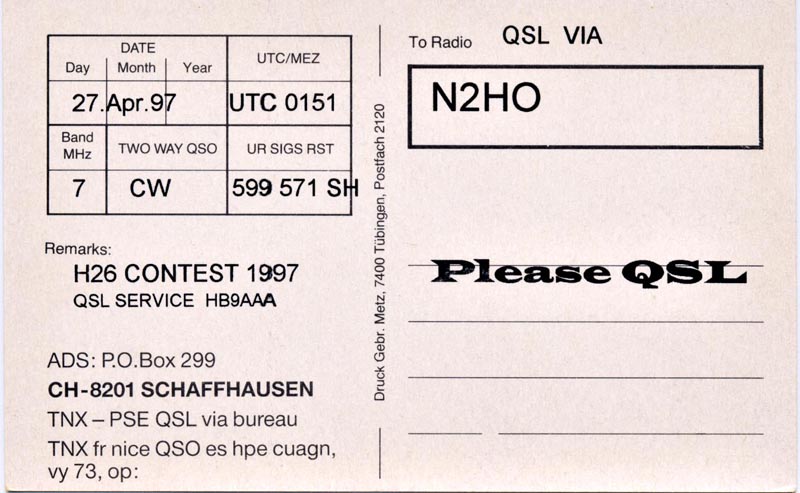 DATE
Day Month Year
UTC/MEZ
27.Apr.97 UTC 0151
Band MHz
TWO WAY QSO
UR SIGS RST
7 CW 599 571 SH
Remarks:
H26 CONTEST 1997
QSL SERVICE HB9AAA
ADS: P.O.Box 299
CH-8201 SCHAFFHAUSEN
TNX – PSE QSL via bureau
TNX fr nice QSO es hpe cuagn,
vy 73, op:
Druck Gebr. Metz, 7400 Tübingen, Postfach 2120
To Radio QSL VIA
N2HO
Please QSL